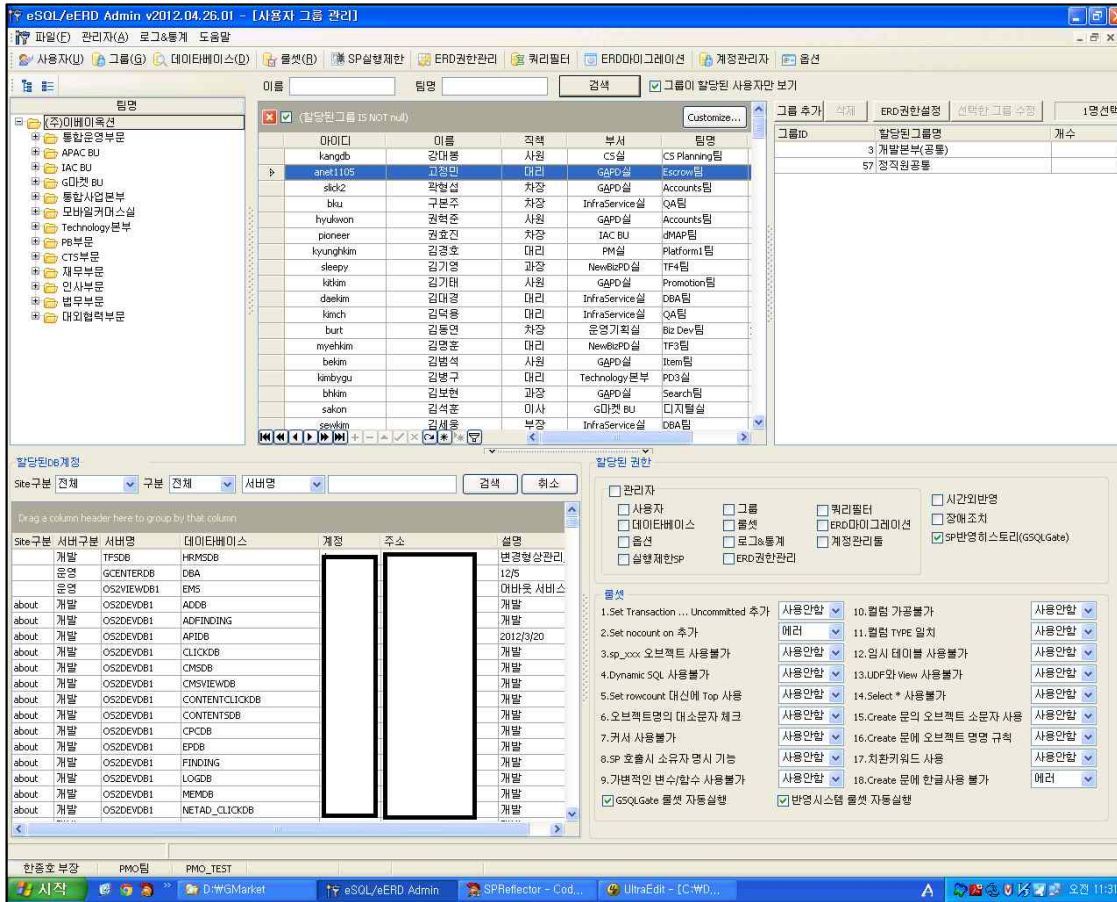 eSQL/eERD Admin v2012.04.26.01 - [사용자 그룹 관리]
파일(F) 관리자(A) 로그&통계 도움말
사용자(U) 그룹(G) 데이터베이스(D) 룰셋(R) SP실행제한 ERD권한관리 쿼리필터 ERD마이그레이션 계정관리자 옵션
이름 팀명 검색 그룹이 할당된 사용자만 보기
팀명
(주)이베이옥션
통합운영부문
APAC BU
IAC BU
G마켓 BU
통합사업본부
모바일커머스실
Technology본부
PB부문
CTS부문
재무부문
인사부문
법무부문
대외협력부문
(할당된그룹 IS NOT null) Customize...
아이디 이름 직책 부서 팀명
kangdb 강대봉 사원 CS실 CS Planning팀
anet1105 고정민 대리 GAPD실 Escrow팀
slick2 곽형섭 차장 GAPD실 Accounts팀
bku 구본주 차장 InfraService실 QA팀
hyukwon 권혁준 사원 GAPD실 Accounts팀
pioneer 권효진 차장 IAC BU dMAP팀
kyunghkim 김경호 대리 PM실 Platform1팀
sleepy 김기영 과장 NewBizPD실 TF4팀
kitkim 김기태 사원 GAPD실 Promotion팀
daekim 김대경 대리 InfraService실 DBA팀
kimch 김덕용 대리 InfraService실 QA팀
burt 김동연 차장 운영기획실 Biz Dev팀
myehkim 김명훈 대리 NewBizPD실 TF3팀
bekim 김범석 사원 GAPD실 Item팀
kimbygu 김병구 대리 Technology본부 PD3실
bhkim 김보현 과장 GAPD실 Search팀
sakon 김석훈 이사 G마켓 BU 디지털실
sewkim 김세웅 부장 InfraService실 DBA팀
그룹 추가 삭제 ERD권한설정 선택한 그룹 수정 1명선택
그룹ID 할당된그룹명 개수
3 개발본부(공통)
57 정직원공통
할당된DB계정
Site구분 전체 구분 전체 서버명 검색 취소
Drag a column header here to group by that column
Site구분 서버구분 서버명 데이터베이스 계정 주소 설명
개발 TFSDB HRMSDB 변경형상관리
운영 GCENTERDB DBA 12/5
운영 OS2VIEWDB1 EMS 어바웃 서비스
about 개발 OS2DEVDB1 ADDB 개발
about 개발 OS2DEVDB1 ADFINDING 개발
about 개발 OS2DEVDB1 APIDB 2012/3/20
about 개발 OS2DEVDB1 CLICKDB 개발
about 개발 OS2DEVDB1 CMSDB 개발
about 개발 OS2DEVDB1 CMSVIEWDB 개발
about 개발 OS2DEVDB1 CONTENTCLICKDB 개발
about 개발 OS2DEVDB1 CONTENTSDB 개발
about 개발 OS2DEVDB1 CPCDB 개발
about 개발 OS2DEVDB1 EPDB 개발
about 개발 OS2DEVDB1 FINDING 개발
about 개발 OS2DEVDB1 LOGDB 개발
about 개발 OS2DEVDB1 MEMDB 개발
about 개발 OS2DEVDB1 NETAD_CLICKDB 개발
할당된 권한
관리자
사용자 그룹 쿼리필터
데이터베이스 룰셋 ERD마이그레이션
옵션 로그&통계 계정관리툴
실행제한SP ERD권한관리
시간외반영
장애조치
SP반영히스토리(GSQLGate)
룰셋
1.Set Transaction ... Uncommitted 추가 사용안함 10.컬럼 가공불가 사용안함
2.Set nocount on 추가 에러 11.컬럼 TYPE 일치 사용안함
3.sp_xxx 오브젝트 사용불가 사용안함 12.임시 테이블 사용불가 사용안함
4.Dynamic SQL 사용불가 사용안함 13.UDF와 View 사용불가 사용안함
5.Set rowcount 대신에 Top 사용 사용안함 14.Select * 사용불가 사용안함
6.오브젝트명의 대소문자 체크 사용안함 15.Create 문의 오브젝트 소문자 사용 사용안함
7.커서 사용불가 사용안함 16.Create 문에 오브젝트 명명 규칙 사용안함
8.SP 호출시 소유자 명시 기능 사용안함 17.치환키워드 사용 사용안함
9.가변적인 변수/함수 사용불가 사용안함 18.Create 문에 한글사용 불가 에러
GSQLGate 룰셋 자동실행 반영시스템 룰셋 자동실행
한종호 부장 PMO팀 PMO_TEST
시작 D:\GMarket eSQL/eERD Admin SPReflector - Cod... UltraEdit - [C:\D... A 오전 11:31